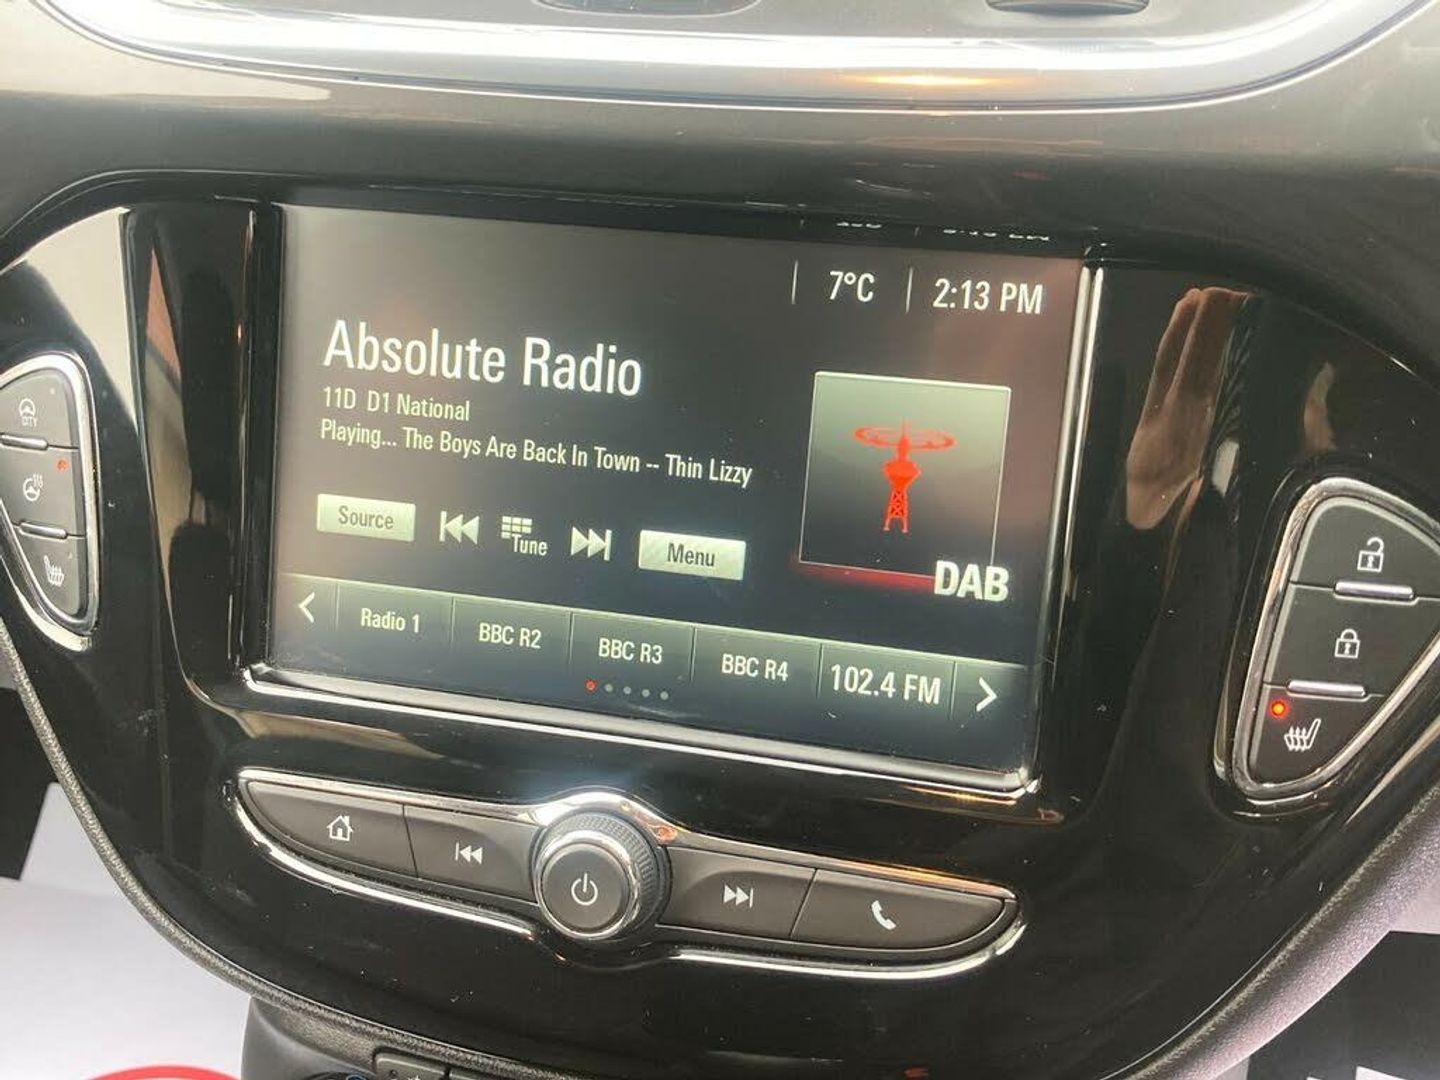 7°C 2:13 PM
Absolute Radio
11D D1 National
Playing... The Boys Are Back In Town -- Thin Lizzy
Source Tune Menu
DAB
Radio 1 BBC R2 BBC R3 BBC R4 102.4 FM
CITY